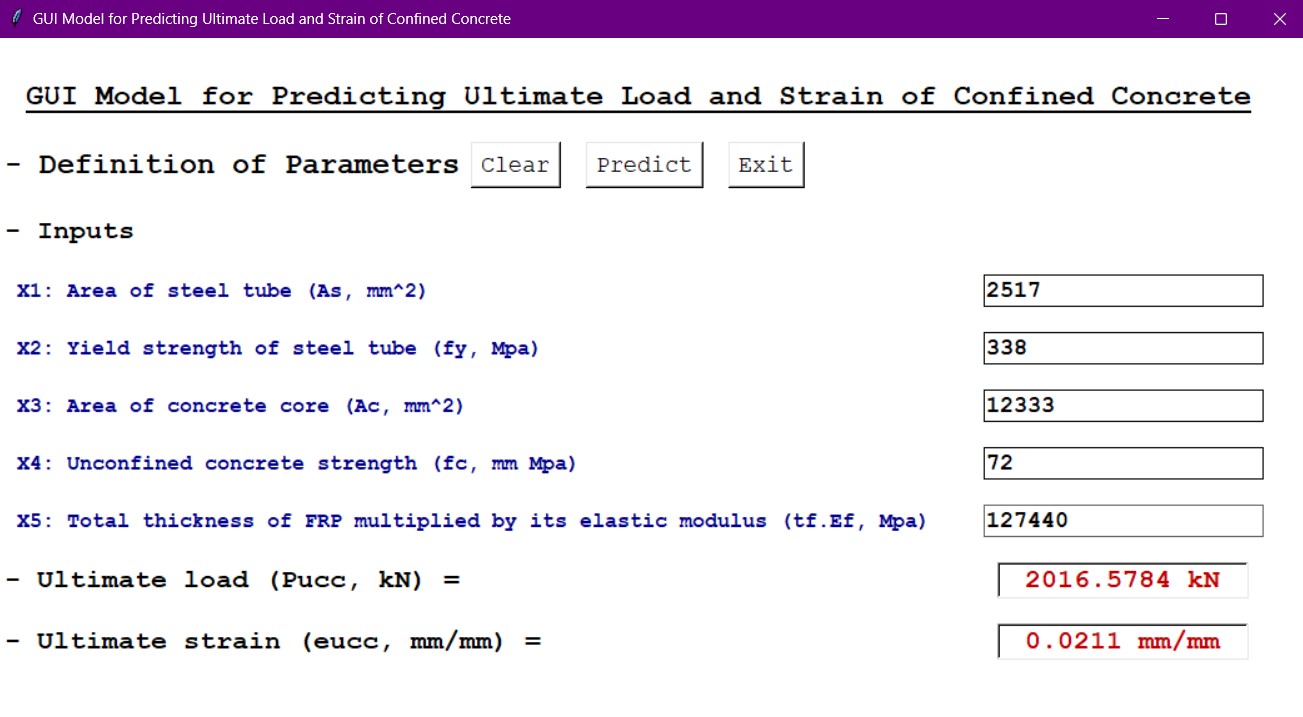 GUI Model for Predicting Ultimate Load and Strain of Confined Concrete
GUI Model for Predicting Ultimate Load and Strain of Confined Concrete
- Definition of Parameters Clear Predict Exit
- Inputs
X1: Area of steel tube (As, mm^2) 2517
X2: Yield strength of steel tube (fy, Mpa) 338
X3: Area of concrete core (Ac, mm^2) 12333
X4: Unconfined concrete strength (fc, mm Mpa) 72
X5: Total thickness of FRP multiplied by its elastic modulus (tf.Ef, Mpa) 127440
- Ultimate load (Pucc, kN) = 2016.5784 kN
- Ultimate strain (eucc, mm/mm) = 0.0211 mm/mm